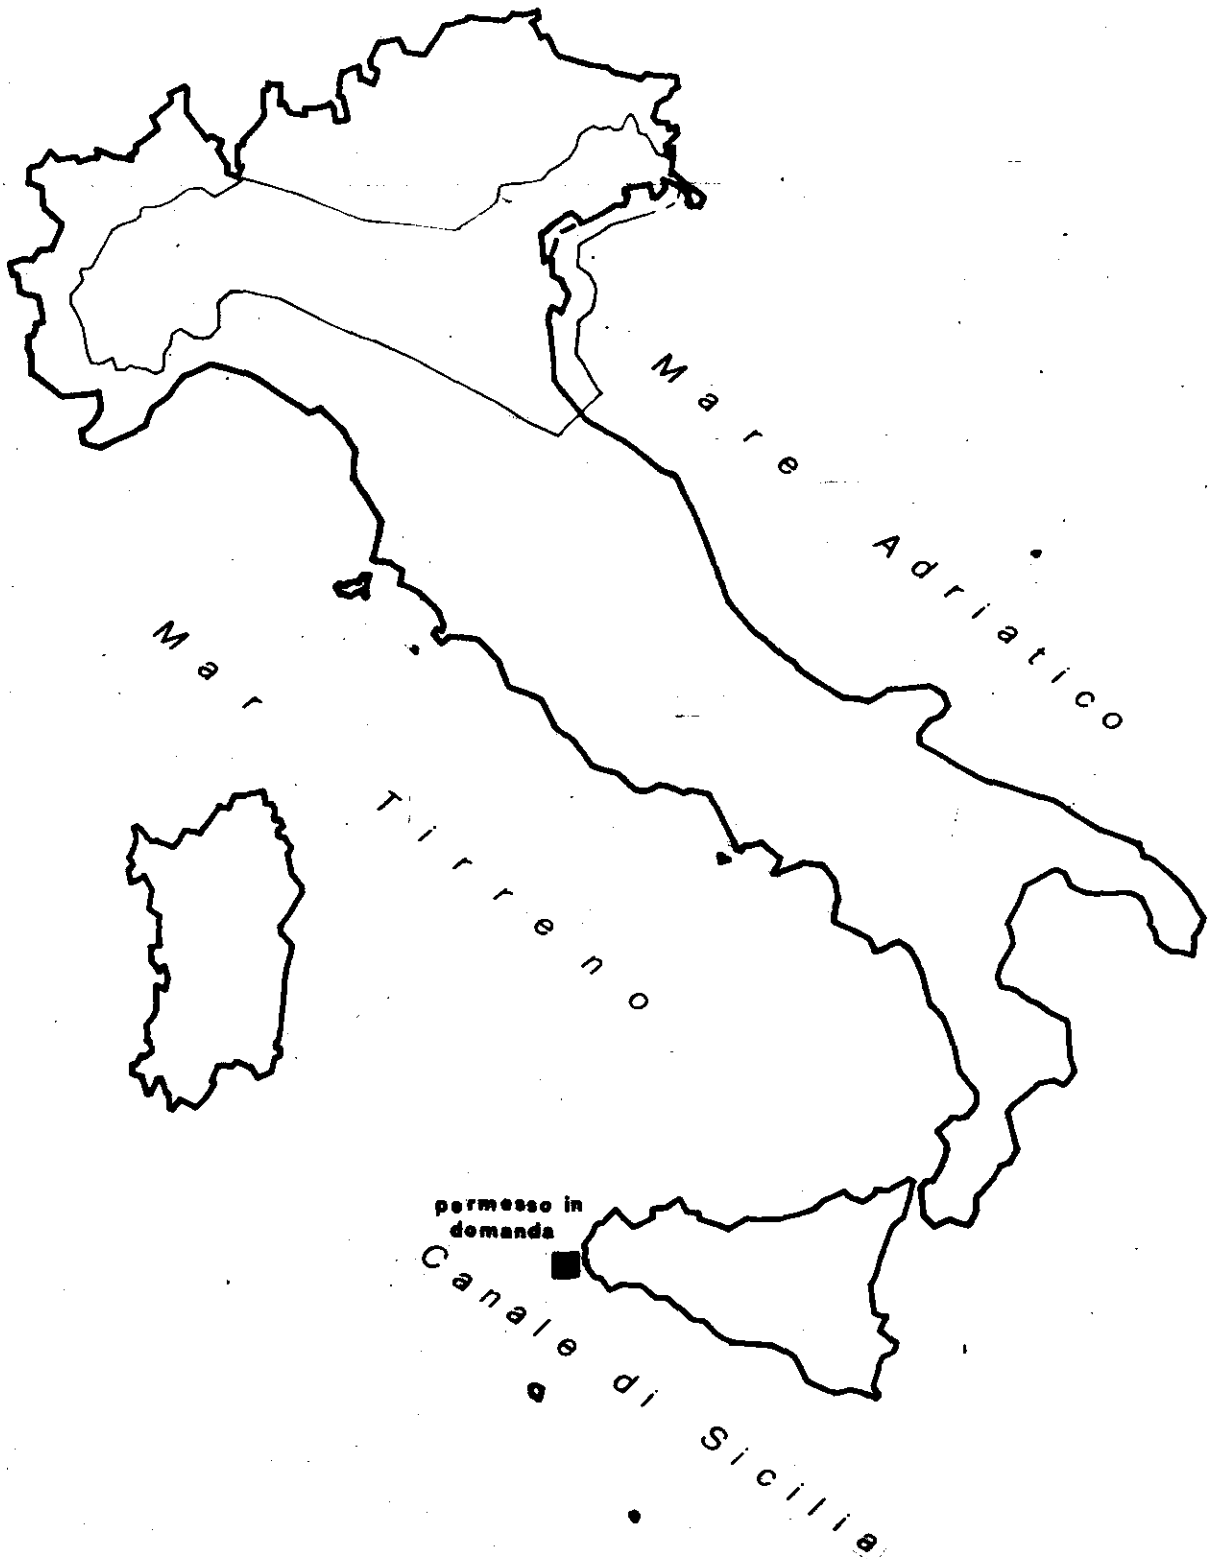 Mare Adriatico
Mar Tirreno
permesso in
domanda
Canale di Sicilia